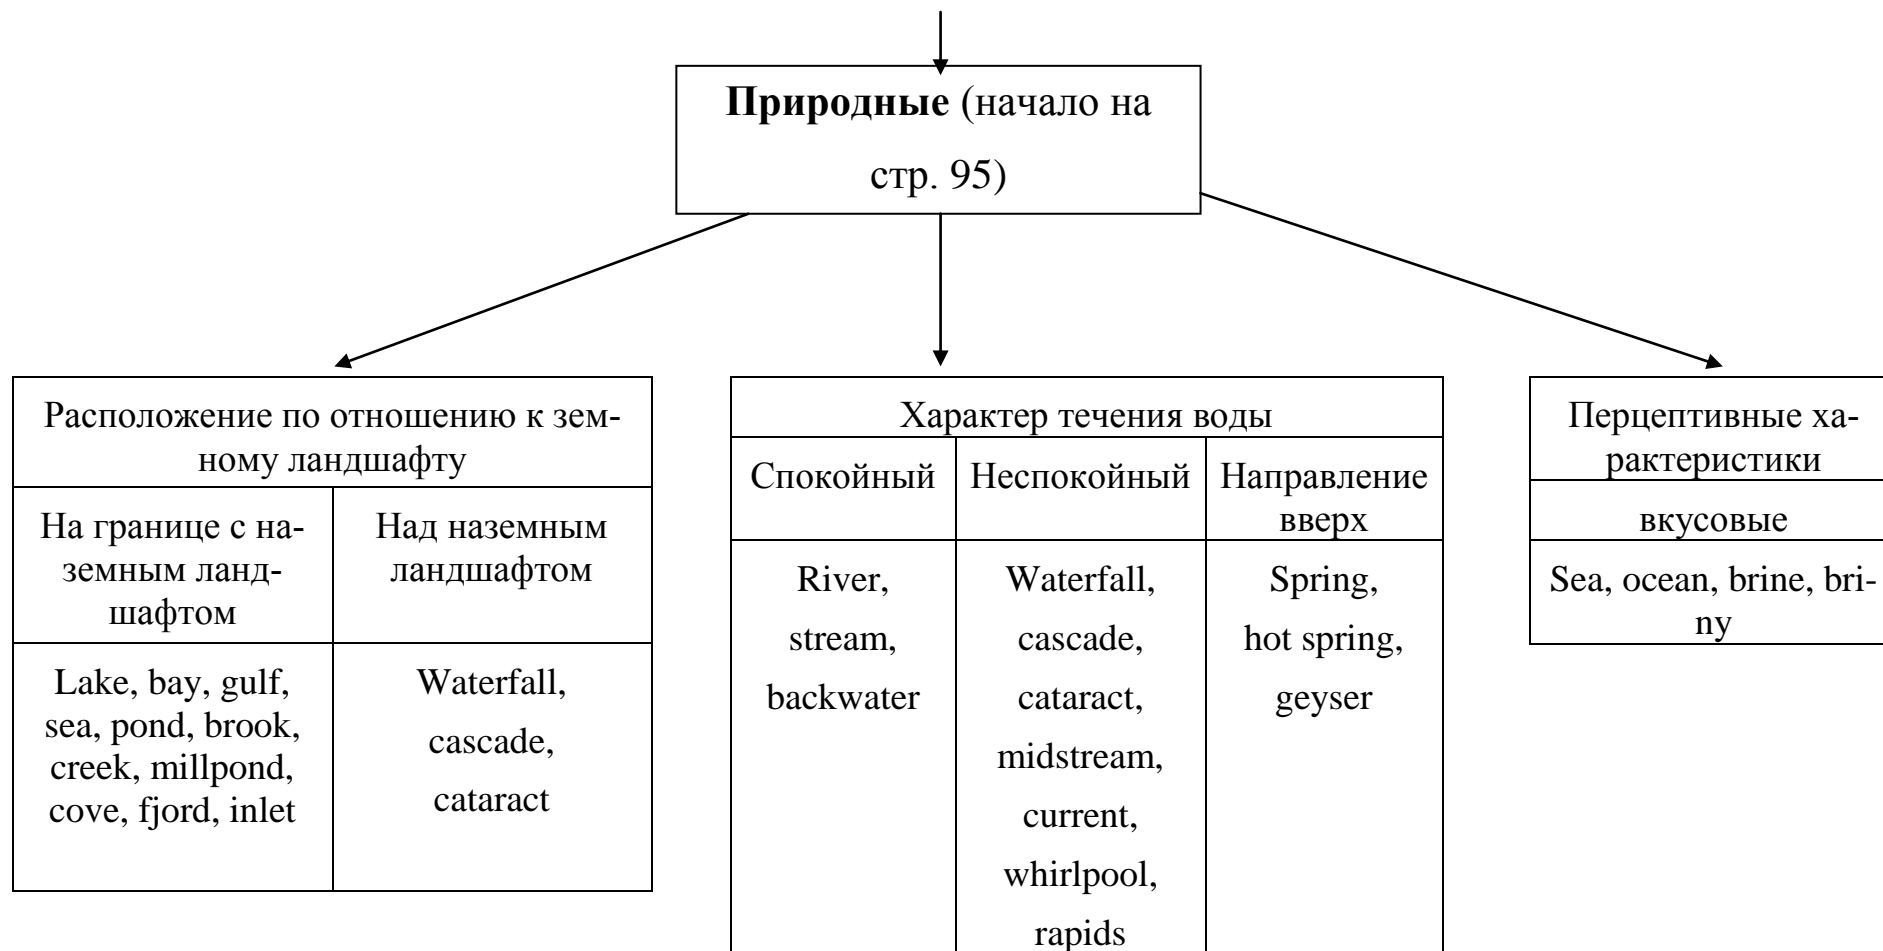 Природные (начало на
стр. 95)
Расположение по отношению к зем-
ному ландшафту
На границе с на-
земным ланд-
шафтом
Над наземным
ландшафтом
Lake, bay, gulf,
sea, pond, brook,
creek, millpond,
cove, fjord, inlet
Waterfall,
cascade,
cataract
Характер течения воды
Спокойный
Неспокойный
Направление
вверх
River,
stream,
backwater
Waterfall,
cascade,
cataract,
midstream,
current,
whirlpool,
rapids
Spring,
hot spring,
geyser
Перцептивные ха-
рактеристики
вкусовые
Sea, ocean, brine, bri-
ny